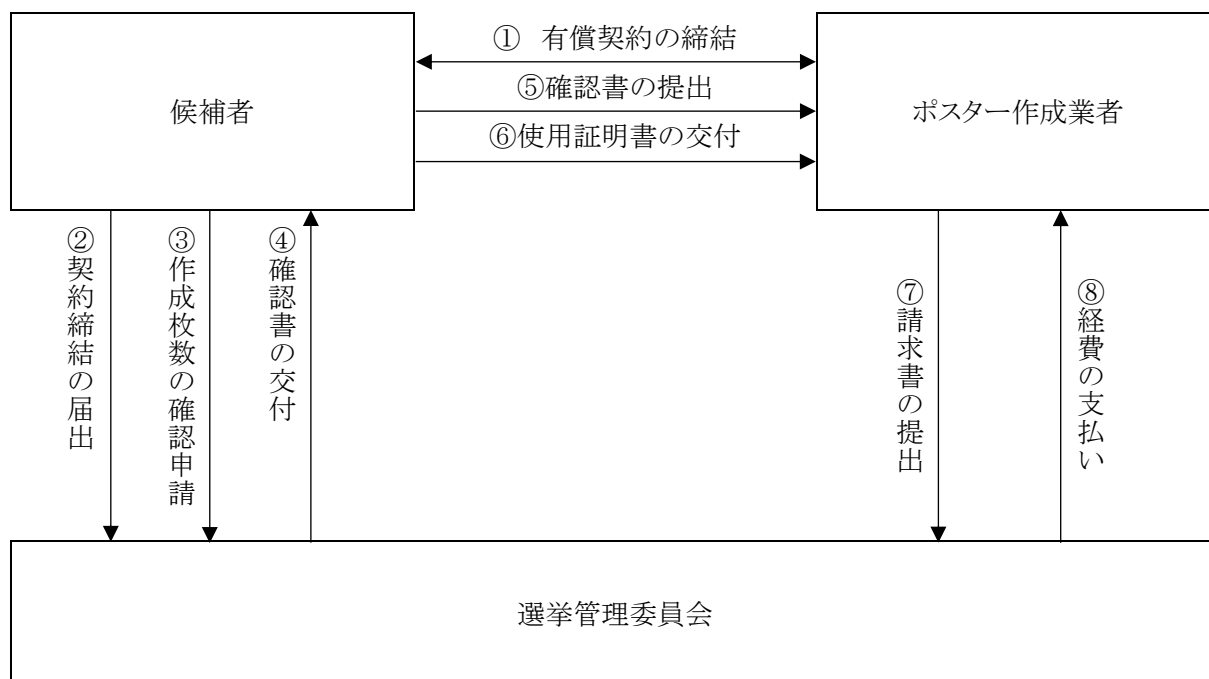 ① 有償契約の締結
⑤確認書の提出
⑥使用証明書の交付
候補者
ポスター作成業者
②契約締結の届出
③作成枚数の確認申請
④確認書の交付
⑦請求書の提出
⑧経費の支払い
選挙管理委員会